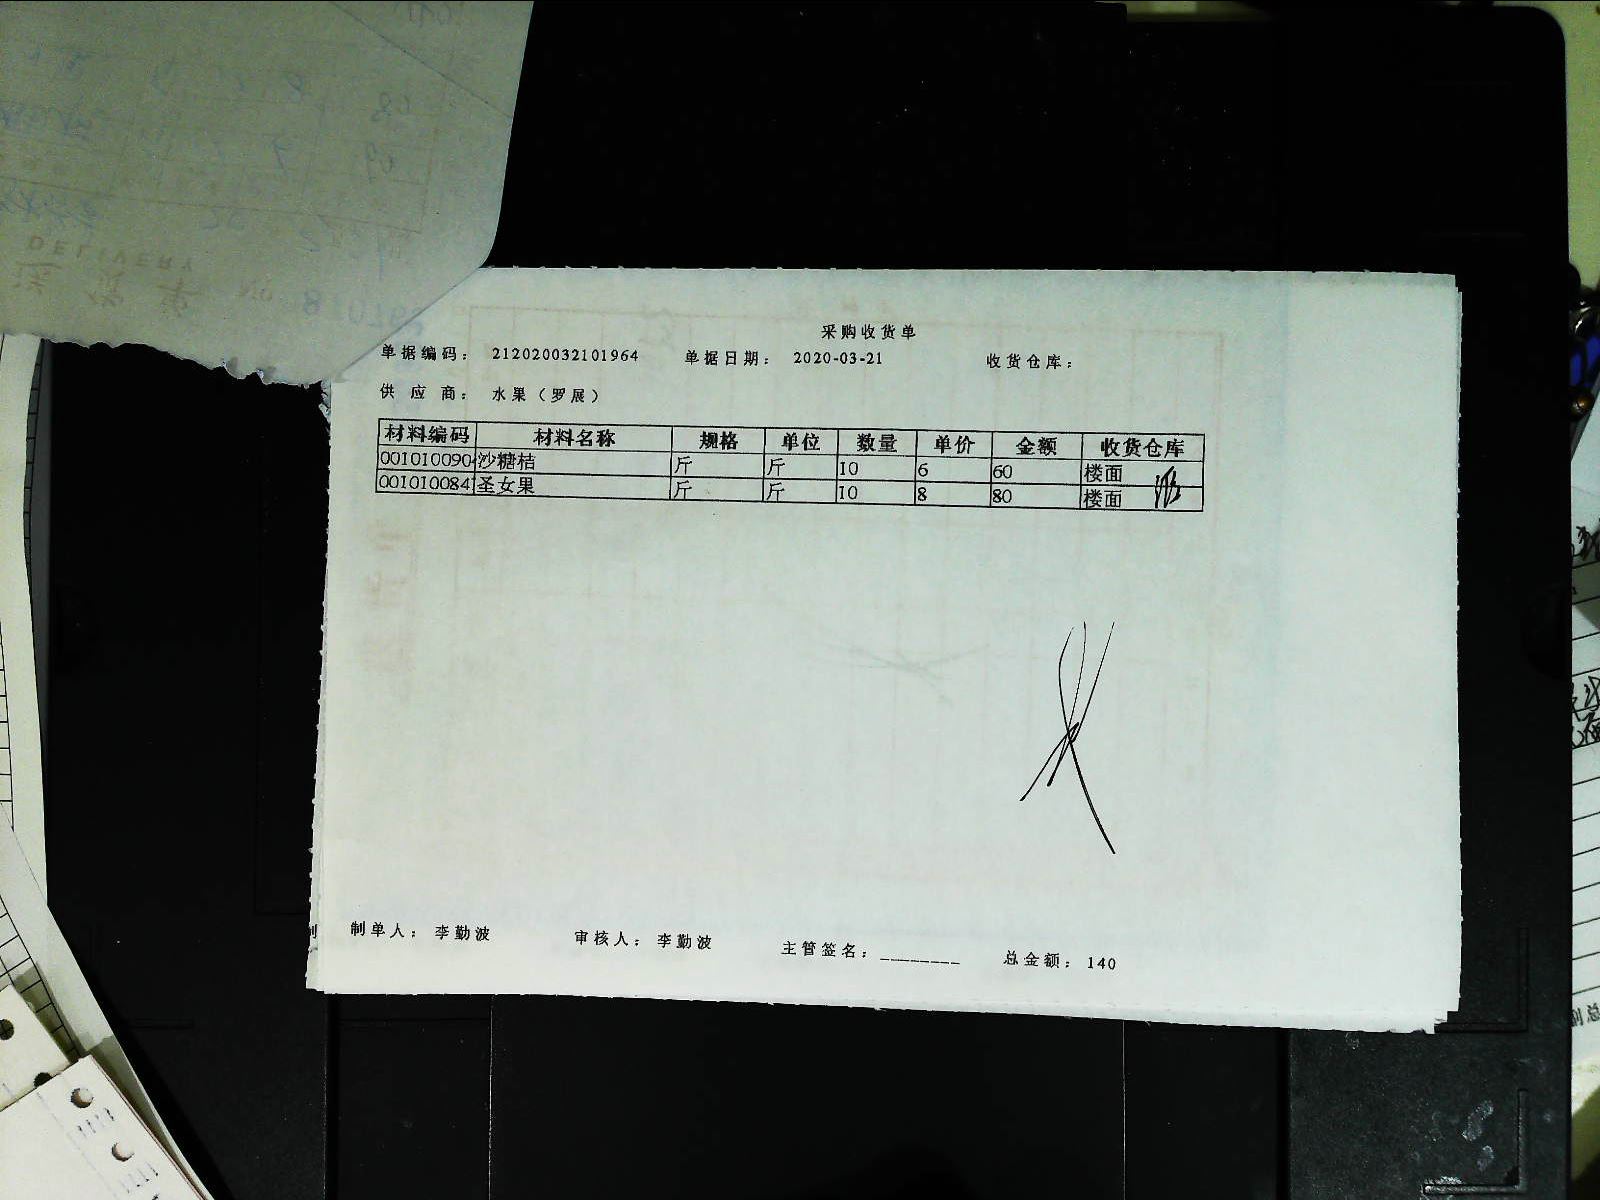 采购收货单
单据编码： 212020032101964 单据日期： 2020-03-21 收货仓库：
供 应 商： 水果（罗展）
材料编码 材料名称 规格 单位 数量 单价 金额 收货仓库
0010100904 沙糖桔 斤 斤 10 6 60 楼面
001010084 圣女果 斤 斤 10 8 80 楼面
制单人： 李勤波 审核人： 李勤波 主管签名：________ 总金额： 140
DELIVERY